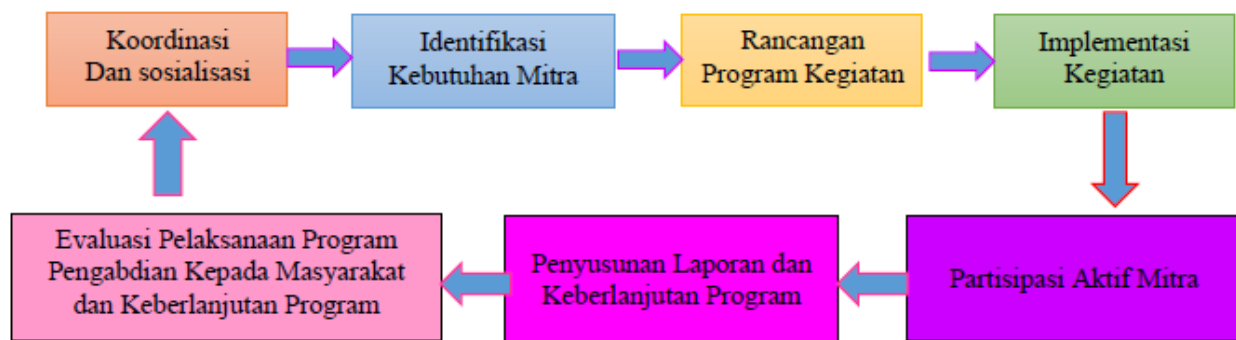 Koordinasi
Dan sosialisasi
Identifikasi
Kebutuhan Mitra
Rancangan
Program Kegiatan
Implementasi
Kegiatan
Partisipasi Aktif Mitra
Penyusunan Laporan dan
Keberlanjutan Program
Evaluasi Pelaksanaan Program
Pengabdian Kepada Masyarakat
dan Keberlanjutan Program